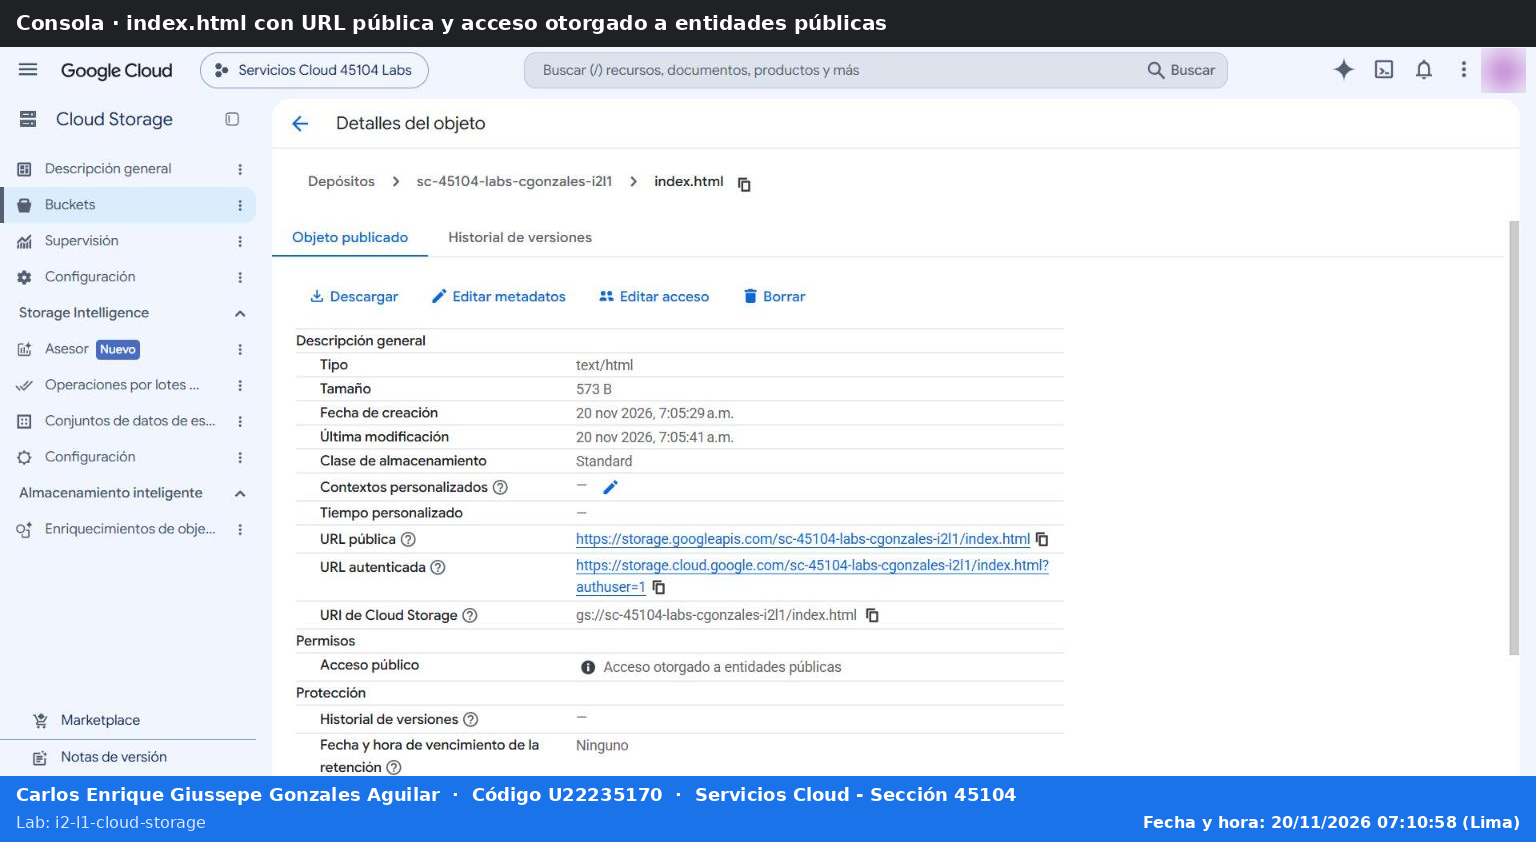 Consola · index.html con URL pública y acceso otorgado a entidades públicas
Google Cloud
Servicios Cloud 45104 Labs
Buscar (/) recursos, documentos, productos y más
Buscar
Cloud Storage
Descripción general
Buckets
Supervisión
Configuración
Storage Intelligence
Asesor Nuevo
Operaciones por lotes ...
Conjuntos de datos de es...
Configuración
Almacenamiento inteligente
Enriquecimientos de obje...
Marketplace
Notas de versión
Detalles del objeto
Depósitos > sc-45104-labs-cgonzales-i2l1 > index.html
Objeto publicado Historial de versiones
Descargar Editar metadatos Editar acceso Borrar
Descripción general
Tipo text/html
Tamaño 573 B
Fecha de creación 20 nov 2026, 7:05:29 a.m.
Última modificación 20 nov 2026, 7:05:41 a.m.
Clase de almacenamiento Standard
Contextos personalizados —
Tiempo personalizado —
URL pública https://storage.googleapis.com/sc-45104-labs-cgonzales-i2l1/index.html
URL autenticada https://storage.cloud.google.com/sc-45104-labs-cgonzales-i2l1/index.html?
authuser=1
URI de Cloud Storage gs://sc-45104-labs-cgonzales-i2l1/index.html
Permisos
Acceso público Acceso otorgado a entidades públicas
Protección
Historial de versiones —
Fecha y hora de vencimiento de la Ninguno
retención
Carlos Enrique Giussepe Gonzales Aguilar · Código U22235170 · Servicios Cloud - Sección 45104
Lab: i2-l1-cloud-storage
Fecha y hora: 20/11/2026 07:10:58 (Lima)